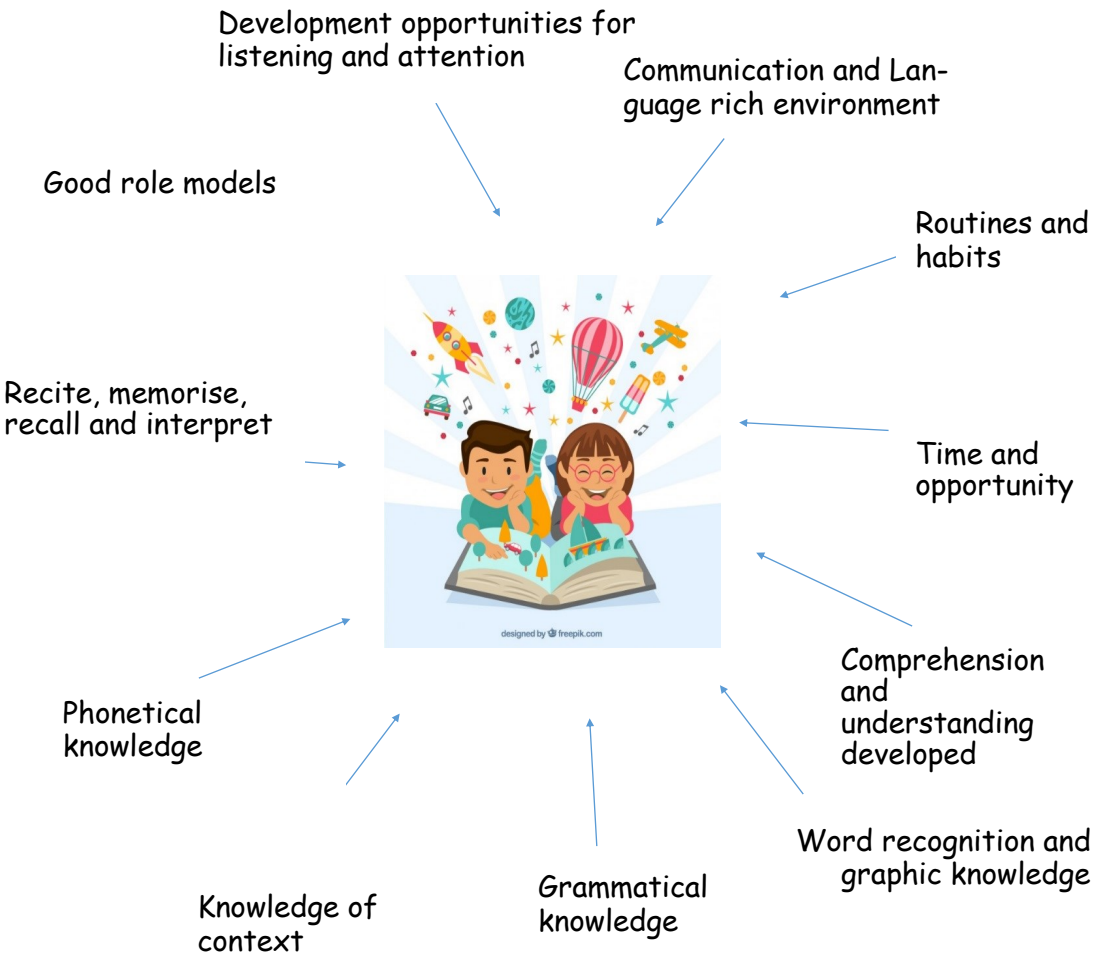 Development opportunities for
listening and attention
Communication and Lan-
guage rich environment
Good role models
Routines and
habits
Recite, memorise,
recall and interpret
Time and
opportunity
Comprehension
and
understanding
developed
Phonetical
knowledge
Word recognition and
graphic knowledge
Grammatical
knowledge
Knowledge of
context
designed by freepik.com